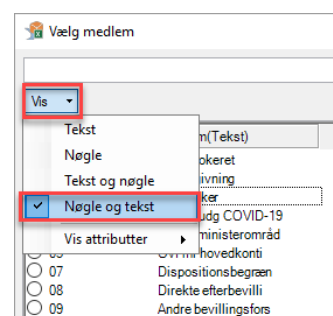 Vælg medlem
Vis
Tekst
m(Tekst)
Nøgle
okeret
Tekst og nøgle
ivning
Nøgle og tekst
ker
udg COVID-19
Vis attributter
ministerområd
hovedkonti
07 Dispositionsbegræn
08 Direkte efterbevilli
09 Andre bevillingsfors